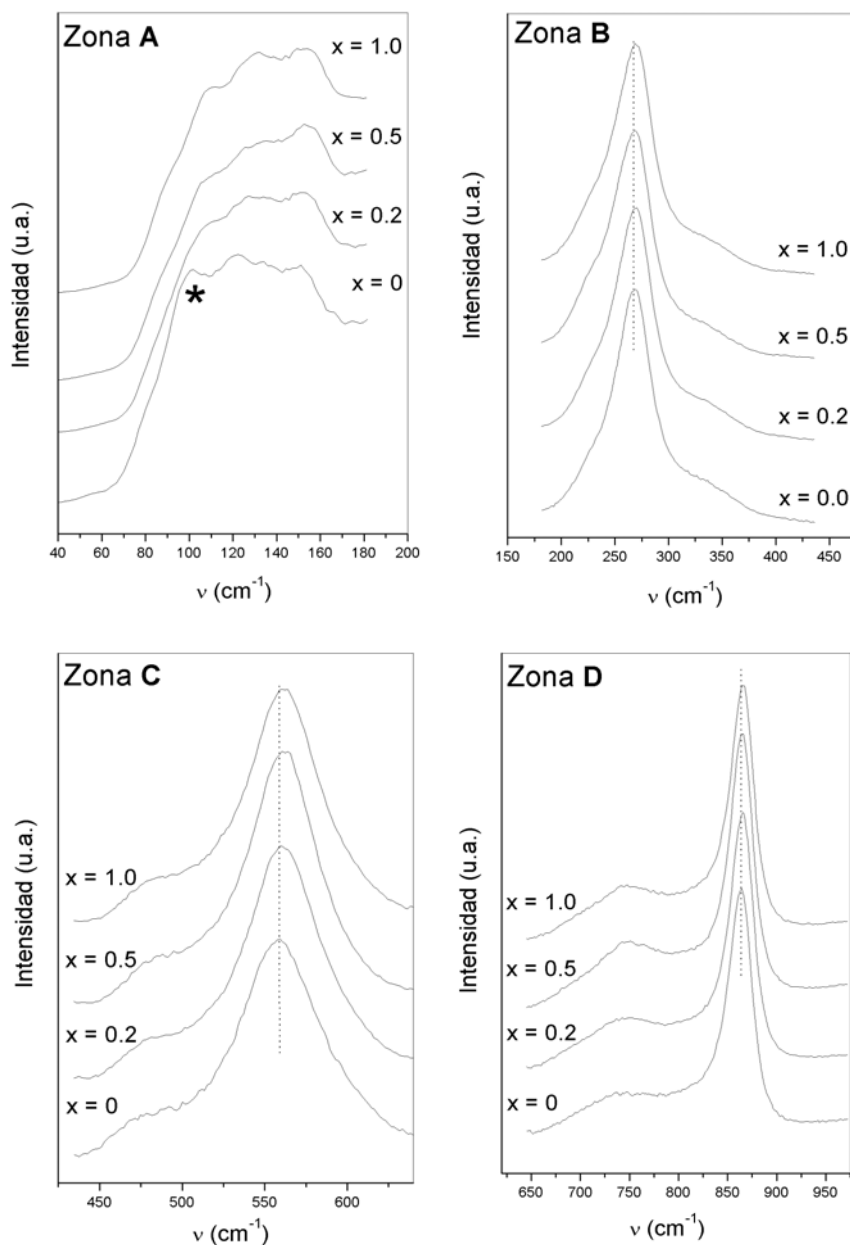 Zona A
x = 1.0
x = 0.5
x = 0.2
x = 0
*
Intensidad (u.a.)
40 60 80 100 120 140 160 180 200
ν (cm-1)
Zona B
x = 1.0
x = 0.5
x = 0.2
x = 0.0
Intensidad (u.a.)
150 200 250 300 350 400 450
ν (cm-1)
Zona C
x = 1.0
x = 0.5
x = 0.2
x = 0
Intensidad (u.a.)
450 500 550 600
ν (cm-1)
Zona D
x = 1.0
x = 0.5
x = 0.2
x = 0
Intensidad (u.a.)
650 700 750 800 850 900 950
ν (cm-1)